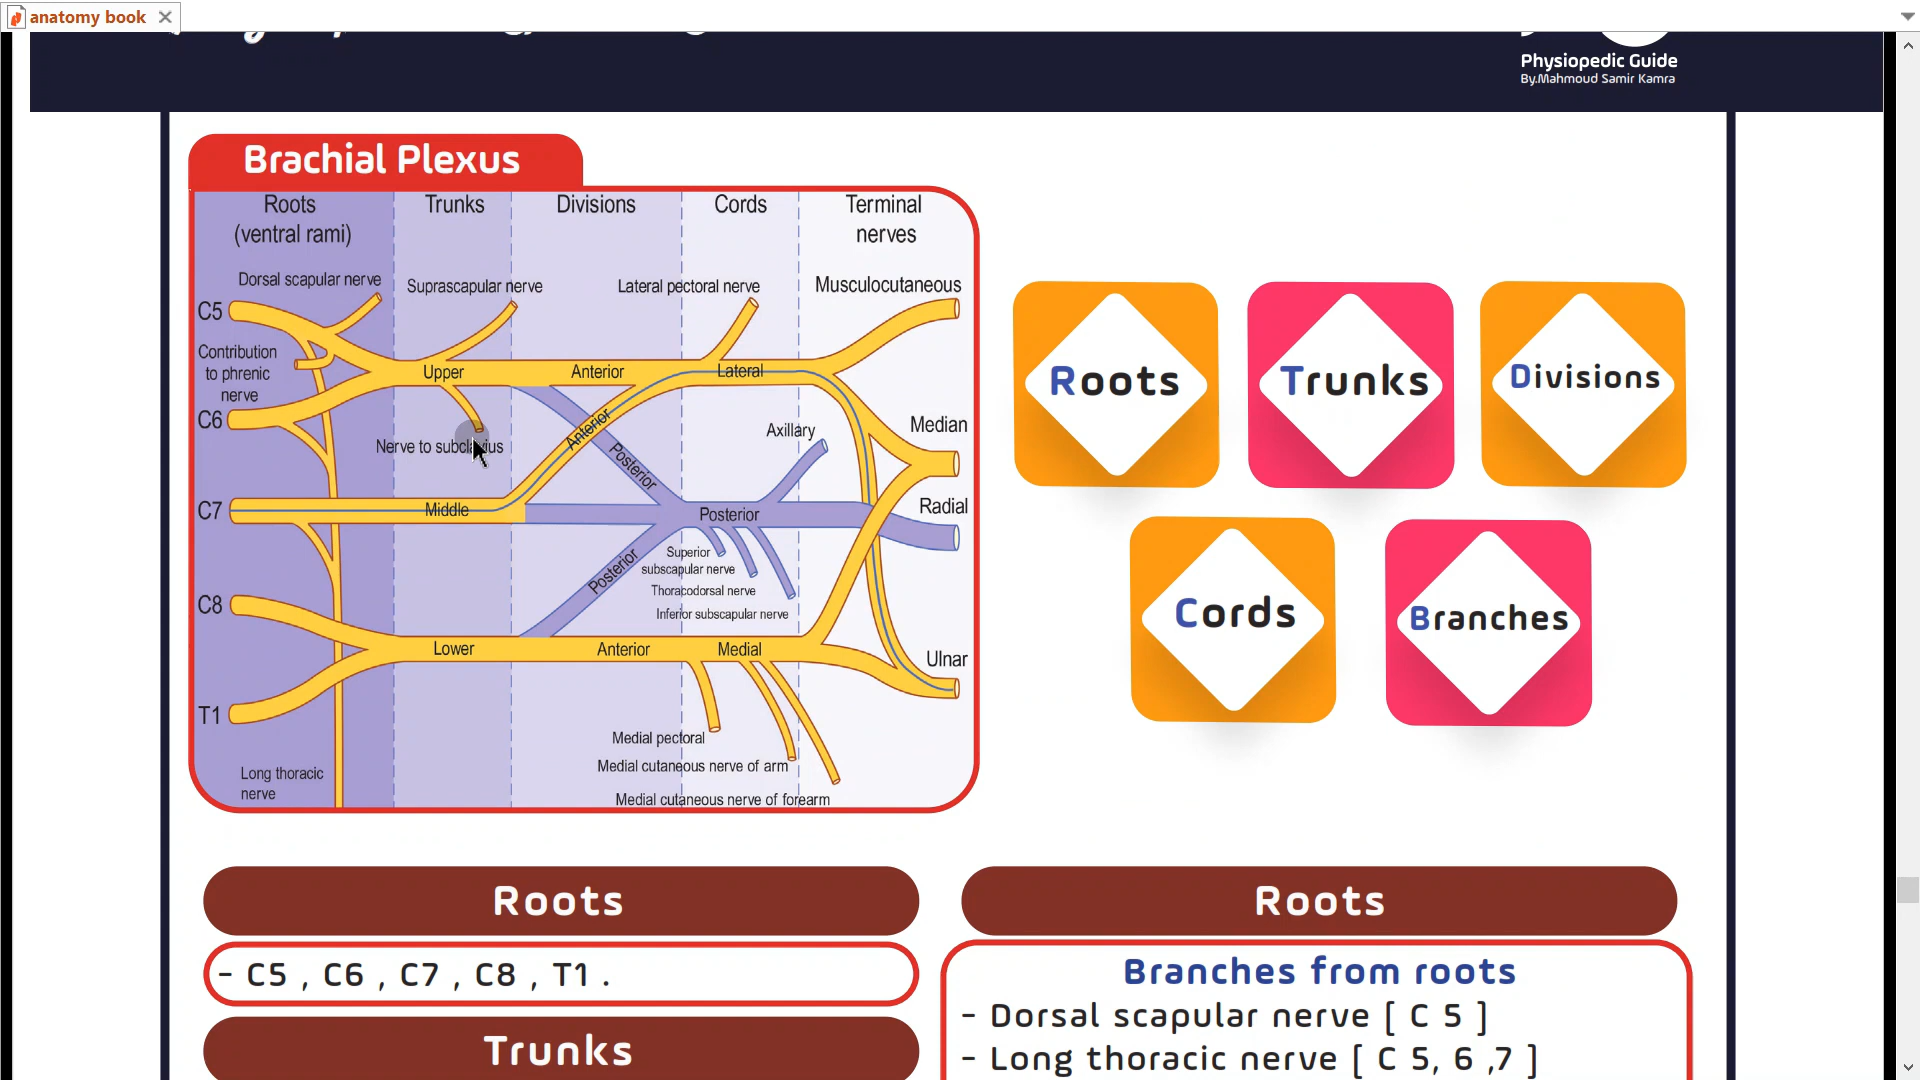 anatomy book
Physiopedic Guide
By.Mahmoud Samir Kamra
Brachial Plexus
Roots
(ventral rami)
Trunks
Divisions
Cords
Terminal
nerves
Dorsal scapular nerve
Suprascapular nerve
Lateral pectoral nerve
Musculocutaneous
C5
Contribution
to phrenic
nerve
Upper
Anterior
Lateral
C6
Nerve to subclavius
Anterior
Posterior
Axillary
Median
C7
Middle
Posterior
Radial
Superior
subscapular nerve
Posterior
Thoracodorsal nerve
C8
Inferior subscapular nerve
Lower
Anterior
Medial
Ulnar
T1
Medial pectoral
Medial cutaneous nerve of arm
Long thoracic
nerve
Medial cutaneous nerve of forearm
Roots
Trunks
Divisions
Cords
Branches
Roots
- C5 , C6 , C7 , C8 , T1 .
Trunks
Roots
Branches from roots
- Dorsal scapular nerve [ C 5 ]
- Long thoracic nerve [ C 5, 6 ,7 ]